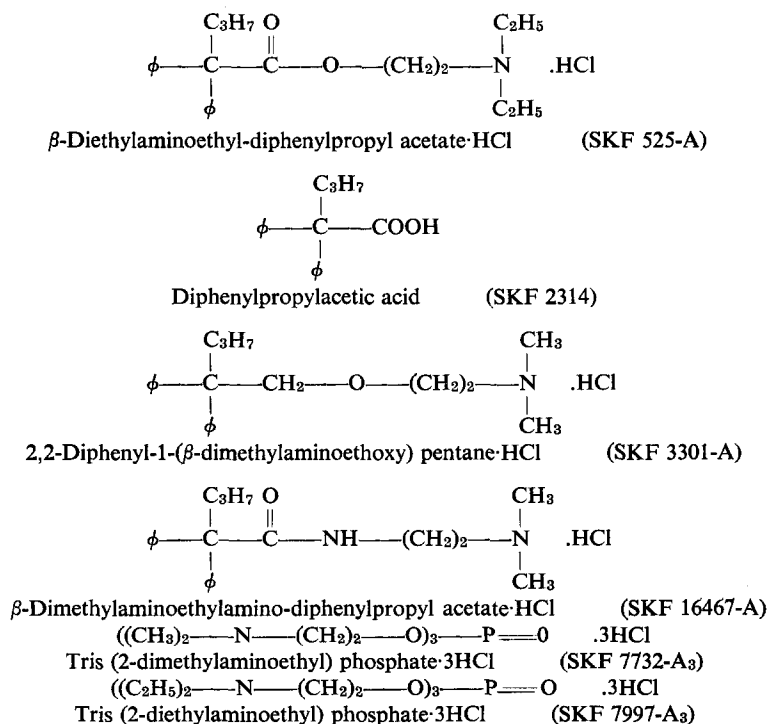 C3H7 O C2H5
φ—C—C—O—(CH2)2—N .HCl
φ C2H5
β-Diethylaminoethyl-diphenylpropyl acetate·HCl (SKF 525-A)
C3H7
φ—C—COOH
φ
Diphenylpropylacetic acid (SKF 2314)
C3H7 CH3
φ—C—CH2—O—(CH2)2—N .HCl
φ CH3
2,2-Diphenyl-1-(β-dimethylaminoethoxy) pentane·HCl (SKF 3301-A)
C3H7 O CH3
φ—C—C—NH—(CH2)2—N .HCl
φ CH3
β-Dimethylaminoethylamino-diphenylpropyl acetate·HCl (SKF 16467-A)
((CH3)2—N—(CH2)2—O)3—P=0 .3HCl
Tris (2-dimethylaminoethyl) phosphate·3HCl (SKF 7732-A3)
((C2H5)2—N—(CH2)2—O)3—P=O .3HCl
Tris (2-diethylaminoethyl) phosphate·3HCl (SKF 7997-A3)